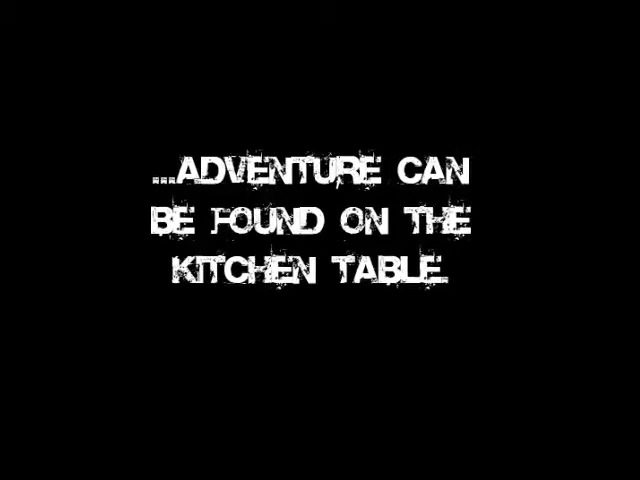 ...ADVENTURE CAN
BE FOUND ON THE
KITCHEN TABLE.